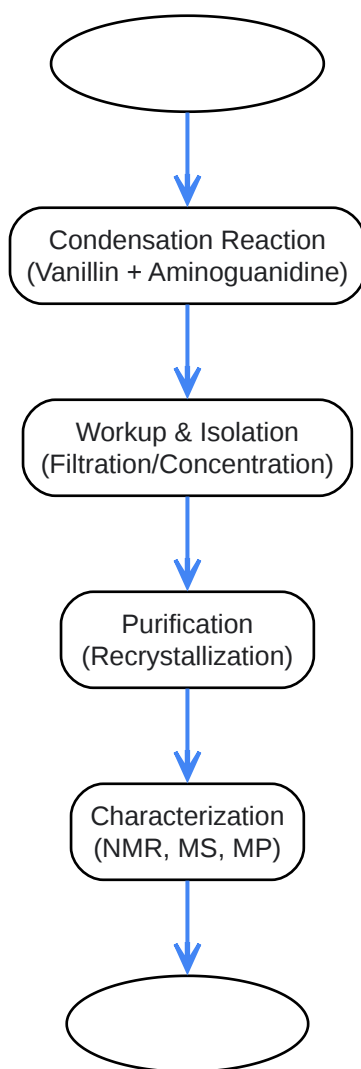 Condensation Reaction
(Vanillin + Aminoguanidine)
Workup & Isolation
(Filtration/Concentration)
Purification
(Recrystallization)
Characterization
(NMR, MS, MP)